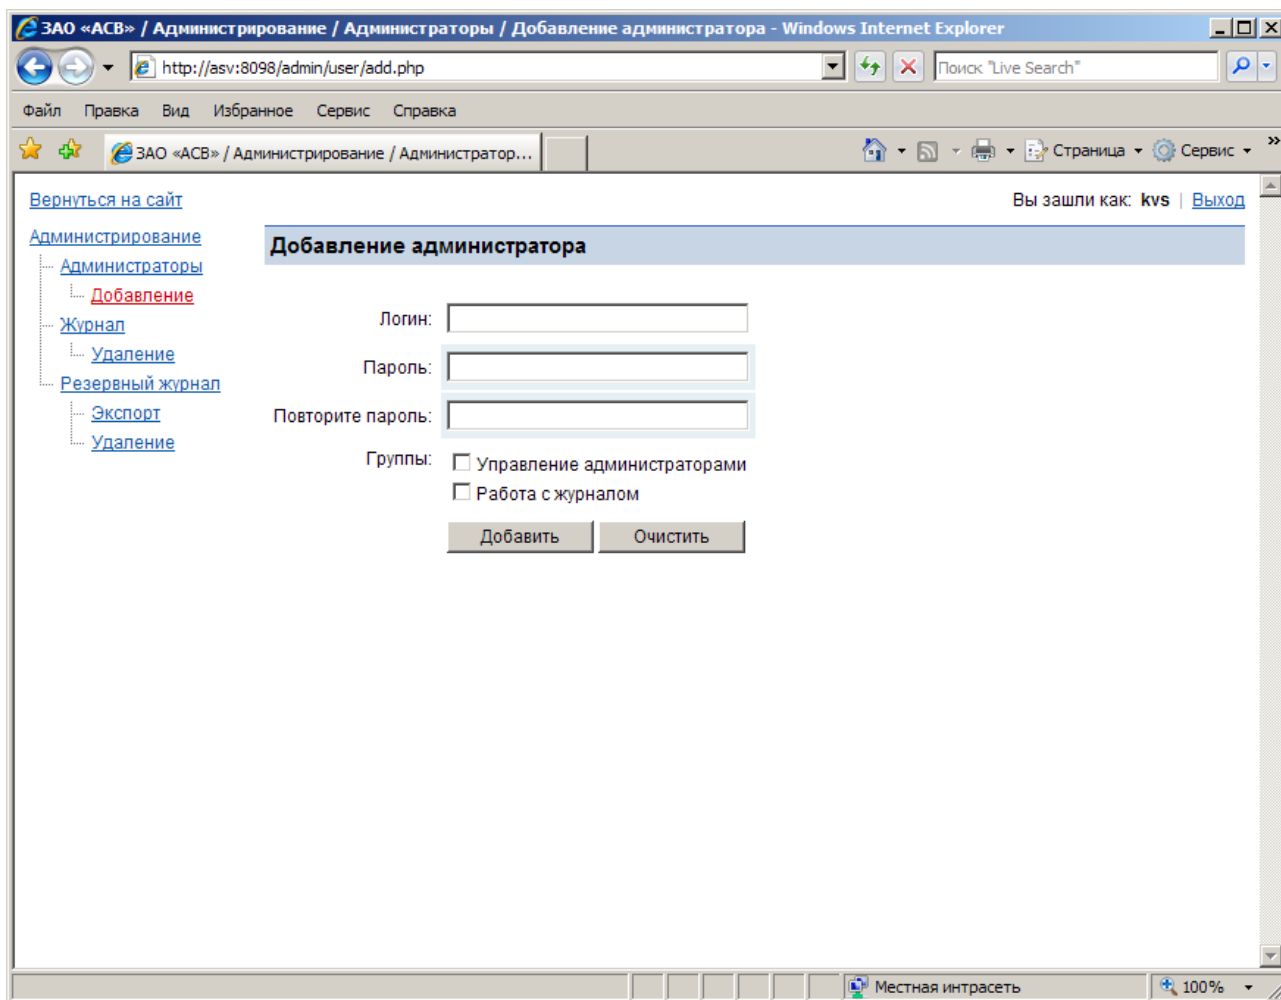 ЗАО «АСВ» / Администрирование / Администраторы / Добавление администратора - Windows Internet Explorer
http://asv:8098/admin/user/add.php
Поиск "Live Search"
Файл Правка Вид Избранное Сервис Справка
ЗАО «АСВ» / Администрирование / Администратор...
Страница Сервис »
Вернуться на сайт
Вы зашли как: kvs | Выход
Администрирование
Администраторы
Добавление
Журнал
Удаление
Резервный журнал
Экспорт
Удаление
Добавление администратора
Логин:
Пароль:
Повторите пароль:
Группы:
Управление администраторами
Работа с журналом
Добавить Очистить
Местная интрасеть
100%